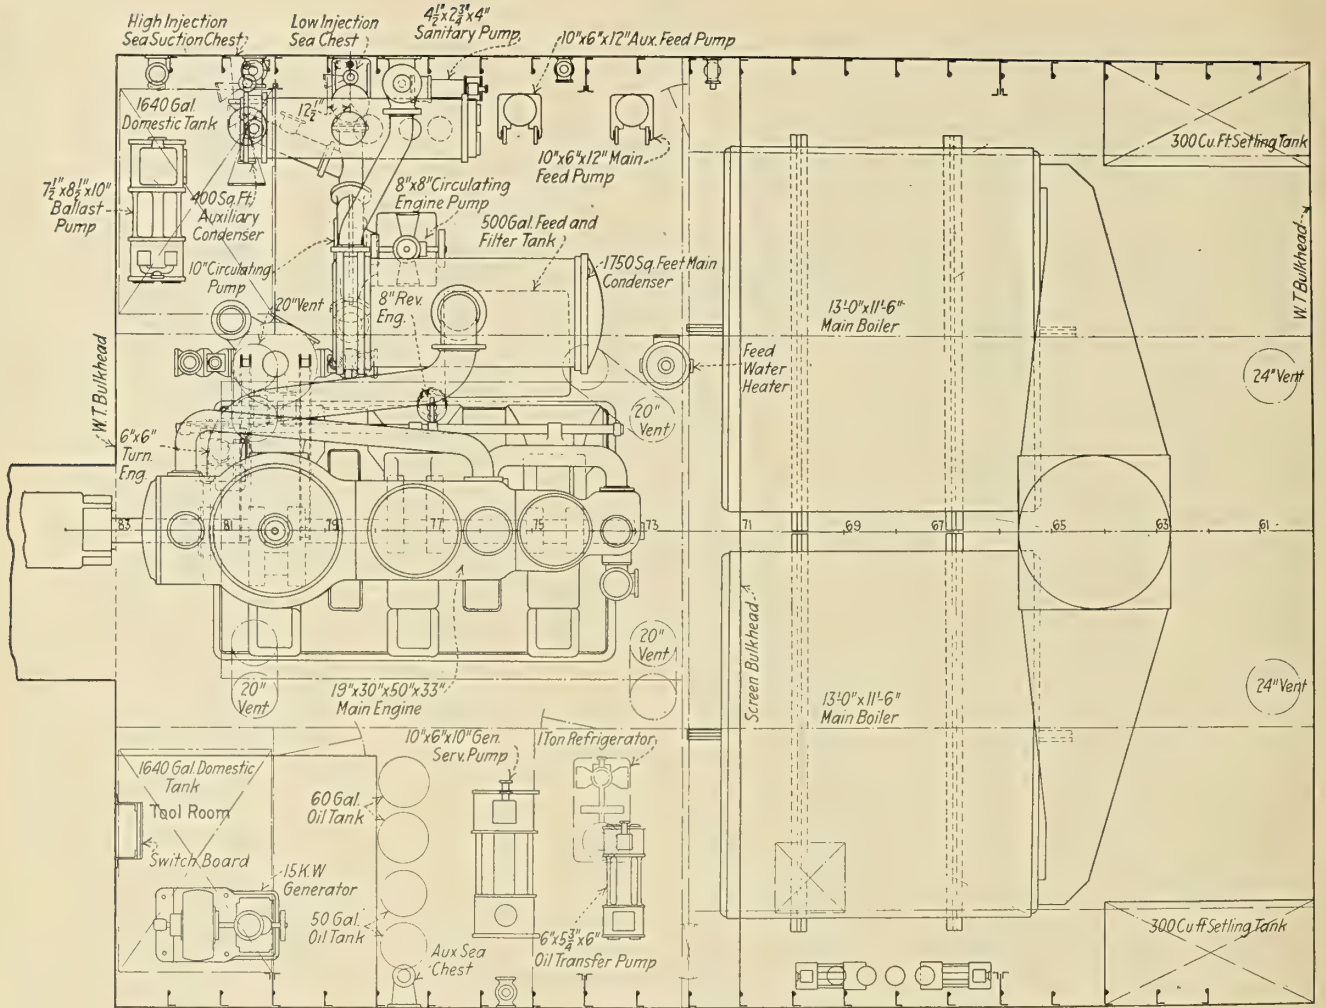 High Injection
Sea Suction Chest
Low Injection
Sea Chest
4½"x2¾"x4"
Sanitary Pump
10"x6"x12" Aux. Feed Pump
1640 Gal.
Domestic Tank
12½"
10"x6"x12" Main
Feed Pump
300 Cu. Ft. Setling Tank
7½"x8½"x10"
Ballast
Pump
400 Sq. Ft.
Auxiliary
Condenser
8"x8" Circulating
Engine Pump
500 Gal. Feed and
Filter Tank
10" Circulating
Pump
20" Vent
8" Rev.
Eng.
1750 Sq. Feet Main
Condenser
13'-0"x11'-6"
Main Boiler
W.T. Bulkhead
Feed
Water
Heater
24" Vent
W.T. Bulkhead
20"
Vent
6"x6"
Turn.
Eng.
83 81 79 77 75 73 71 69 67 65 63 61
Screen Bulkhead
20"
Vent
20"
Vent
19"x30"x50"x33"
Main Engine
13'-0"x11'-6"
Main Boiler
24" Vent
10"x6"x10" Gen.
Serv. Pump
1 Ton Refrigerator
1640 Gal. Domestic
Tank
Tool Room
60 Gal.
Oil Tank
Switch Board
15 K.W
Generator
50 Gal.
Oil Tank
Aux Sea
Chest
6"x5¾"x6"
Oil Transfer Pump
300 Cu ft Setling Tank